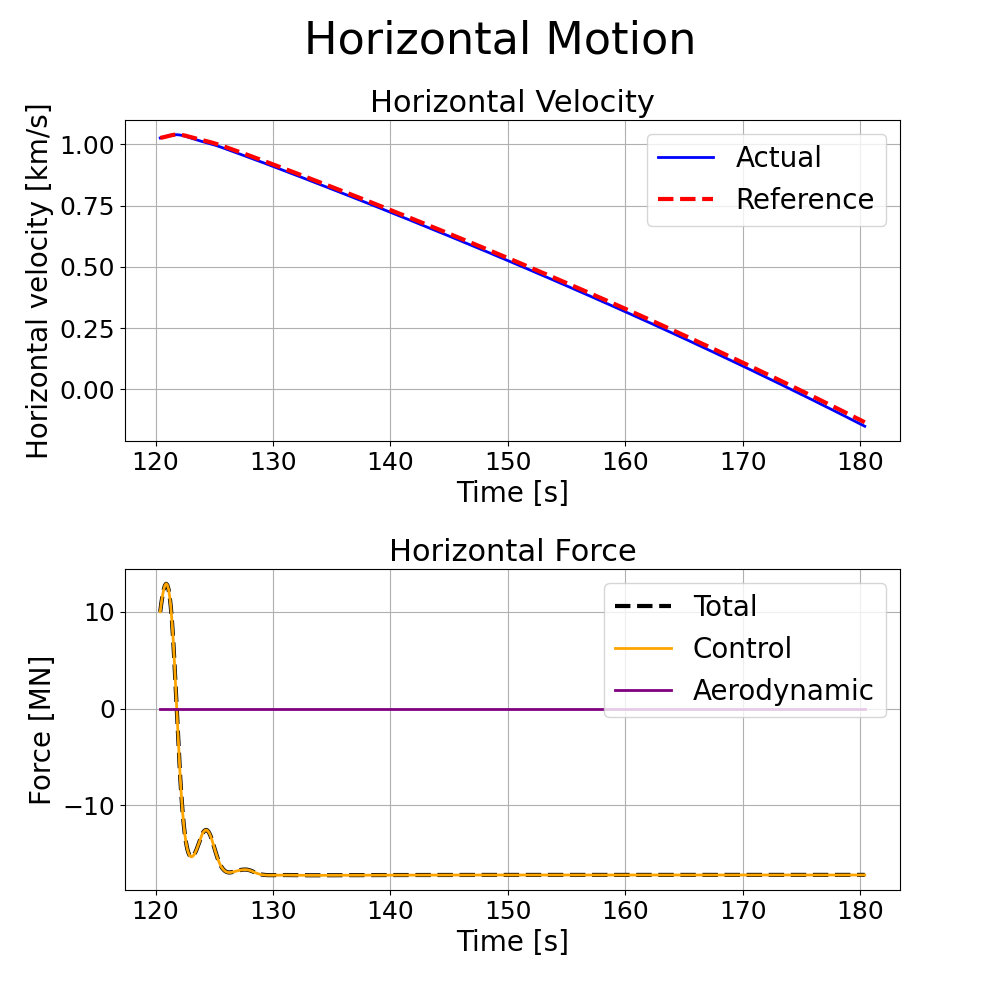 Horizontal Motion
Horizontal Velocity
Horizontal velocity [km/s]
1.00
0.75
0.50
0.25
0.00
Actual
Reference
120 130 140 150 160 170 180
Time [s]
Horizontal Force
Force [MN]
10
0
−10
Total
Control
Aerodynamic
120 130 140 150 160 170 180
Time [s]